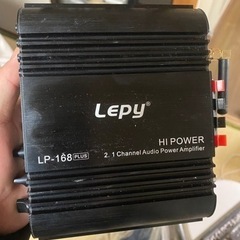 LEPY®
HI POWER
LP-168 PLUS
2.1 Channel Audio Power Amplifier